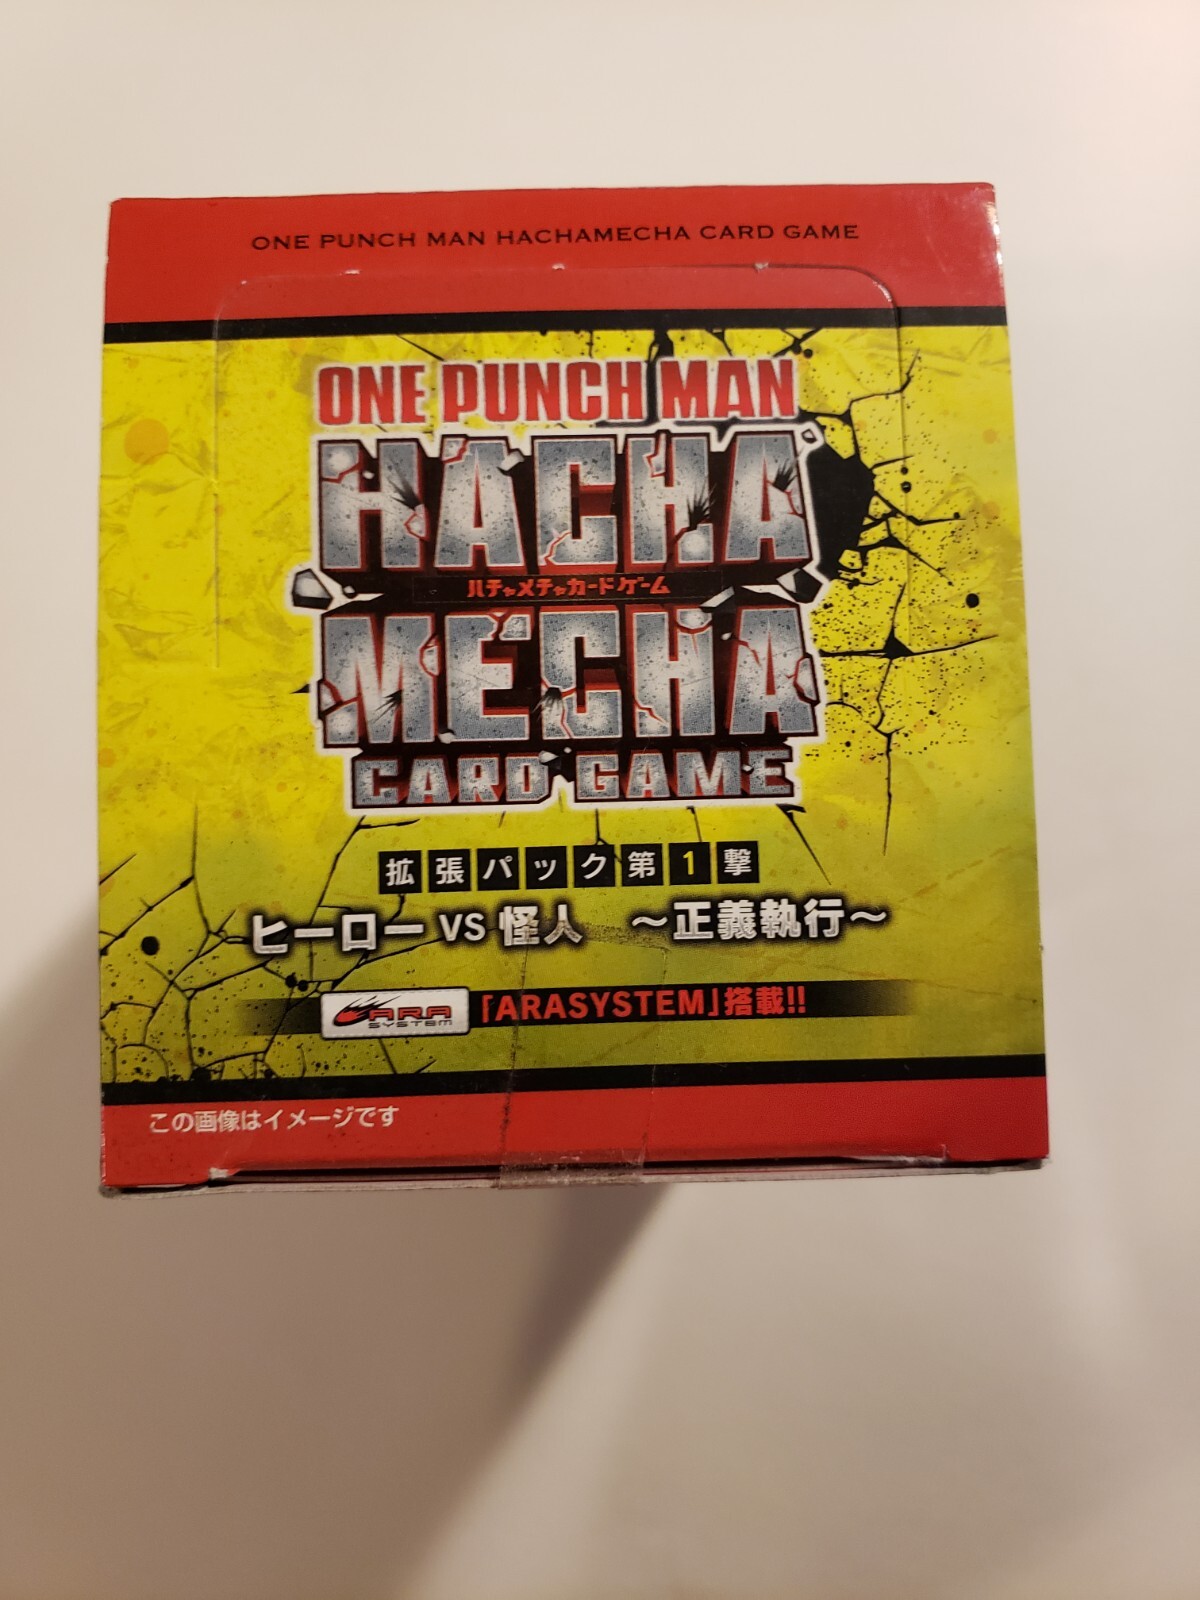 ONE PUNCH MAN HACHAMECHA CARD GAME
ONE PUNCH MAN
HACHA
ハチャメチャカードゲーム
MECHA
CARD GAME
拡張パック第1撃
ヒーロー VS 怪人 〜正義執行〜
ARA SYSTEM 「ARASYSTEM」搭載!!
この画像はイメージです